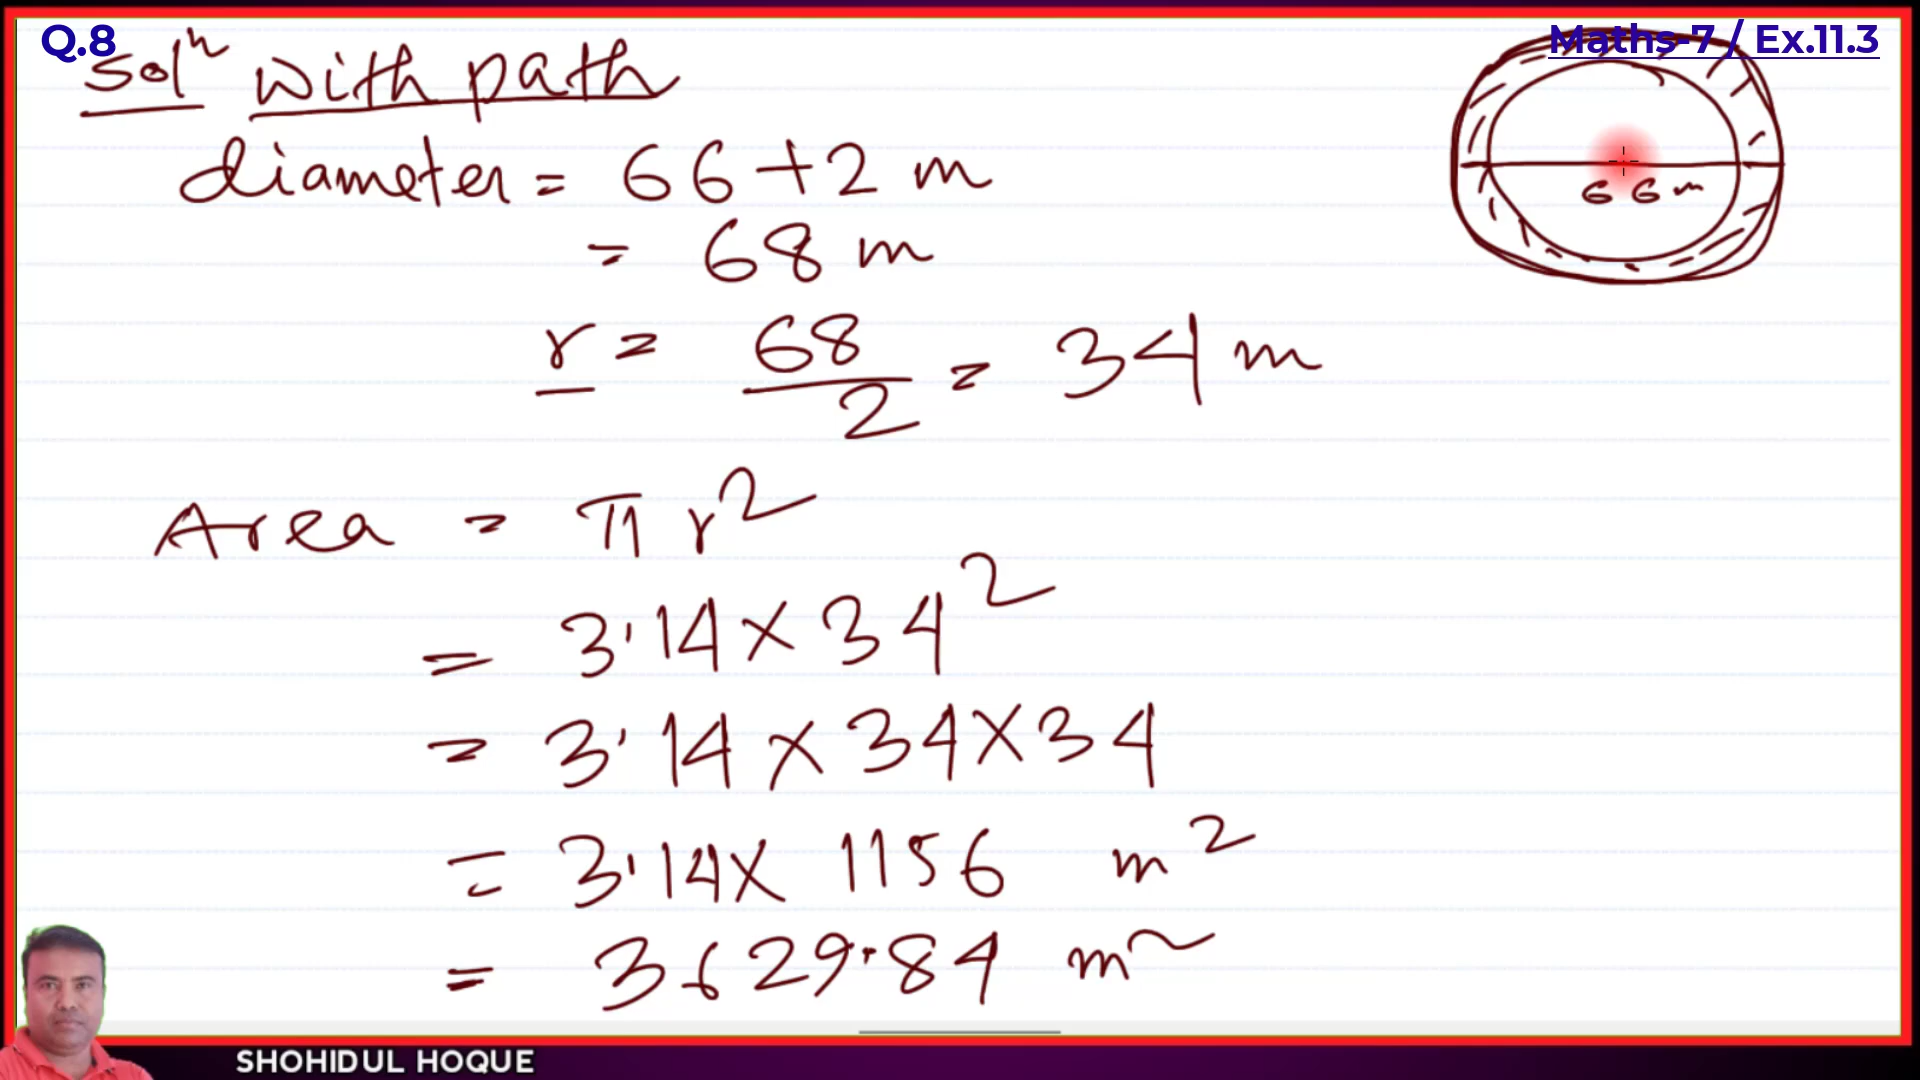 Q.8
Maths-7 / Ex.11.3
Solⁿ with path
66 m
diameter = 66 + 2 m
= 68 m
r = 68/2 = 34 m
Area = π r²
= 3.14 × 34²
= 3.14 × 34 × 34
= 3.14 × 1156 m²
= 3629.84 m²
SHOHIDUL HOQUE